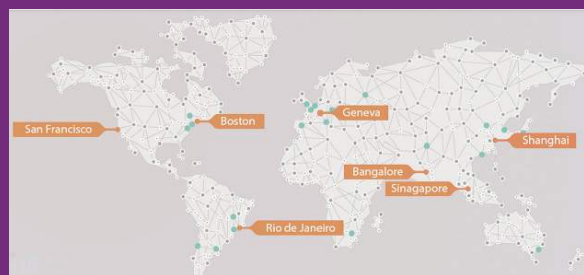 Geneva
Boston
San Francisco
Shanghai
Bangalore
Sinagapore
Rio de Janeiro